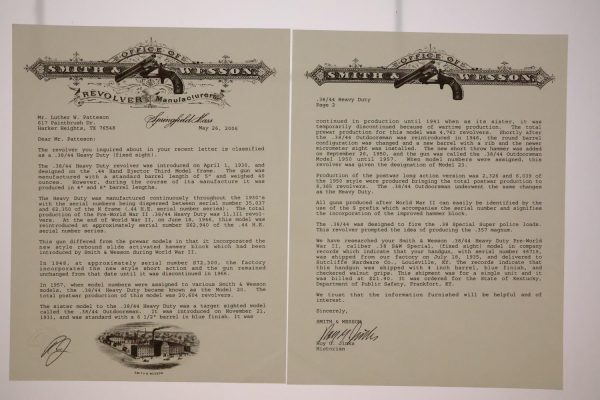 OFFICE OF
SMITH & WESSON
REVOLVER Manufacturers
Springfield, Mass
Mr. Luther W. Patteson
617 Paintbrush Dr.
Harker Heights, TX 76548
May 26, 2006
Dear Mr. Patteson:
The revolver you inquired about in your recent letter is classified
as a .38/44 Heavy Duty (fixed sight).
The .38/44 Heavy Duty revolver was introduced on April 1, 1930, and
designed on the .44 Hand Ejector Third Model Frame. The gun was
manufactured with a standard barrel length of 5" and weighed 40
ounces. However, during the course of its manufacture it was
produced in 4" and 6" barrel lengths.
The Heavy Duty was manufactured continuously throughout the 1930's
with the serial numbers being dispersed between serial number 35,037
and 62,352 of the N frame (.44 H.E. serial number series). The total
production of the Pre-World War II .38/44 Heavy Duty was 11,111
At the end of World War II, on June 18, 1946, this model was
reintroduced at approximately serial number S62,940 of the .44 H.E.
serial number series.
This gun differed from the prewar models in that it incorporated the
new style rebound slide activated hammer block which had been
introduced by Smith & Wesson during World War II.
In 1948, at approximately serial number S72,500, the factory
incorporated the new style short action and the gun remained
unchanged from that date until it was discontinued in 1966.
In 1957, when model numbers were assigned to various Smith & Wesson
models, the .38/44 Heavy Duty became known as the Model 20. The
total postwar production of this model was 20,604 revolvers.
The sister model to the .38/44 Heavy Duty was a target sighted model
called the .38/44 Outdoorsman. It was introduced on November 21,
1931, and was standard with a 6 1/2" barrel in blue finish. It was
SMITH & WESSON
OFFICE OF
SMITH & WESSON
.38/44 Heavy Duty
Page 2
continued in production until 1941 when as its sister, it was
temporarily discontinued because of wartime production. The total
prewar production for this model was 4,761 revolvers. Shortly after
the .38/44 Outdoorsman was reintroduced in 1946, the round barrel
configuration was changed and a new barrel with a rib and the newer
micrometer sight was installed. The new short throw hammer was added
on September 20, 1950, and the gun was called the .38/44 Outdoorsman
Model 1950 until 1957. When model numbers were assigned, this
revolver was given the designation of Model 23.
Production of the postwar long action version was 2,326 and 6,039 of
the 1950 style were produced bringing the total postwar production to
8,365 revolvers. The .38/44 Outdoorsman underwent the same changes
as the Heavy Duty.
All guns produced after World War II can easily be identified by the
use of the S prefix which accompanies the serial number and signifies
the incorporation of the improved hammer block.
The .38/44 was designed to fire the .38 Special Super police loads.
This revolver prompted the idea of producing the .357 magnum.
We have researched your Smith & Wesson .38/44 Heavy Duty Pre-World
War II, caliber .38 S&W Special, fixed sight, model in company
records which indicate that your handgun, with serial number
was shipped from our factory on July 18, 1935, and delivered to
Sutcliffe Hardware Co., Louisville, KY. The records indicate that
this handgun was shipped with 4 inch barrel, blue finish, and
checkered walnut grips. This shipment was for a single unit and it
was billed at It was ordered for the State of Kentucky,
Department of Public Safety, Frankfort, KY.
We trust that the information furnished will be helpful and of
interest.
Sincerely,
SMITH & WESSON
Roy G. Jinks
Roy G. Jinks
Historian